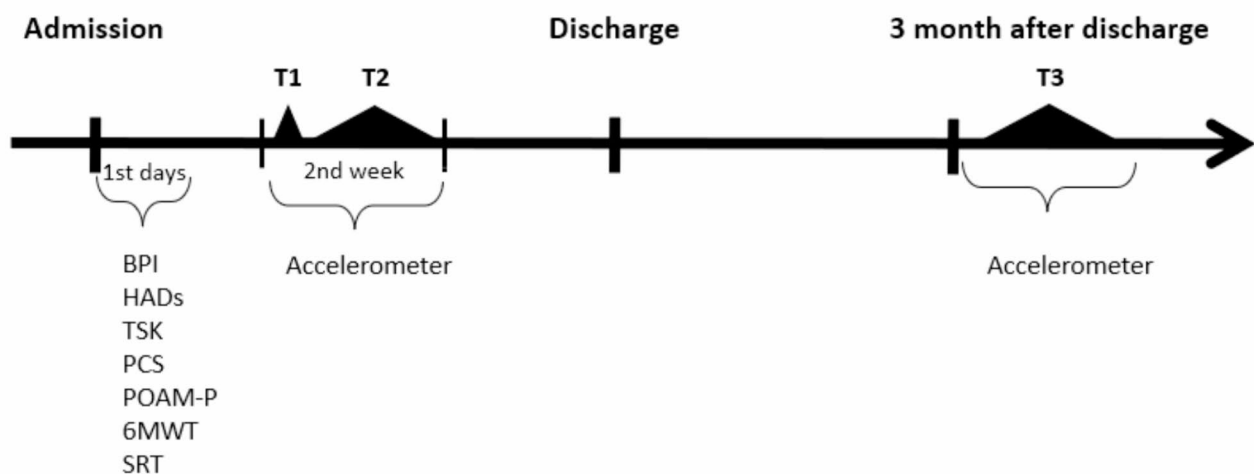 Admission
Discharge
3 month after discharge
T1
T2
T3
1st days
2nd week
BPI
HADs
TSK
PCS
POAM-P
6MWT
SRT
Accelerometer
Accelerometer